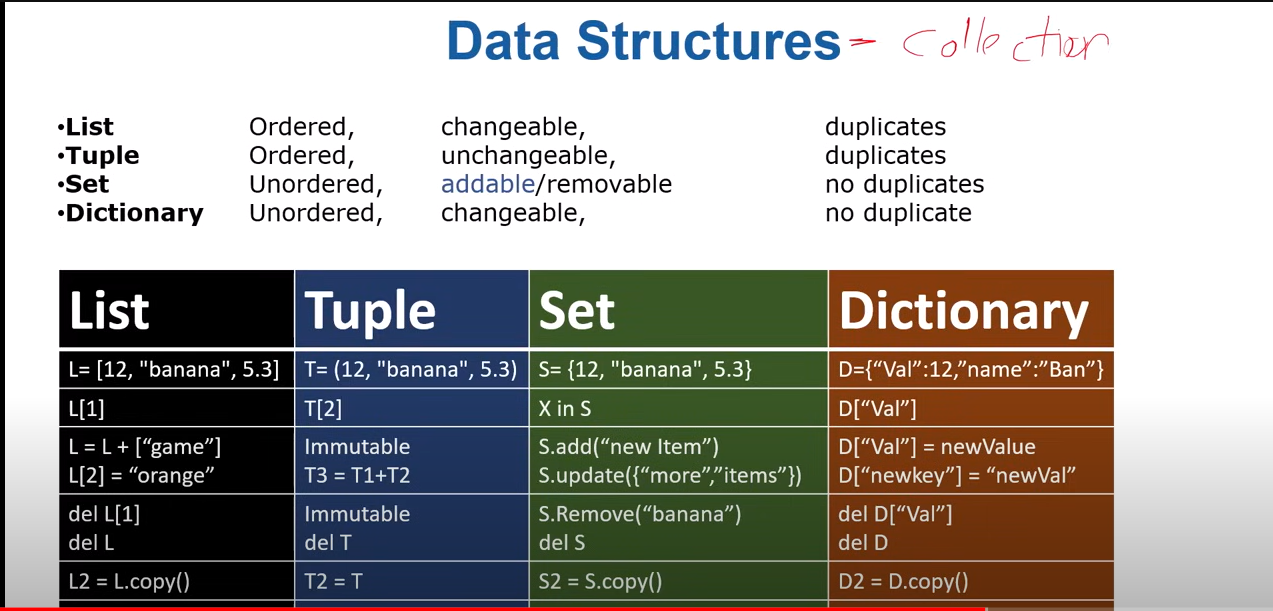 Data Structures - collection
•List Ordered, changeable, duplicates
•Tuple Ordered, unchangeable, duplicates
•Set Unordered, addable/removable no duplicates
•Dictionary Unordered, changeable, no duplicate
List Tuple Set Dictionary
L= [12, "banana", 5.3] T= (12, "banana", 5.3) S= {12, "banana", 5.3} D={“Val”:12,”name”:”Ban”}
L[1] T[2] X in S D[“Val”]
L = L + [“game”] Immutable S.add(“new Item”) D[“Val”] = newValue
L[2] = “orange” T3 = T1+T2 S.update({“more”,”items”}) D[“newkey”] = “newVal”
del L[1] Immutable S.Remove(“banana”) del D[“Val”]
del L del T del S del D
L2 = L.copy() T2 = T S2 = S.copy() D2 = D.copy()